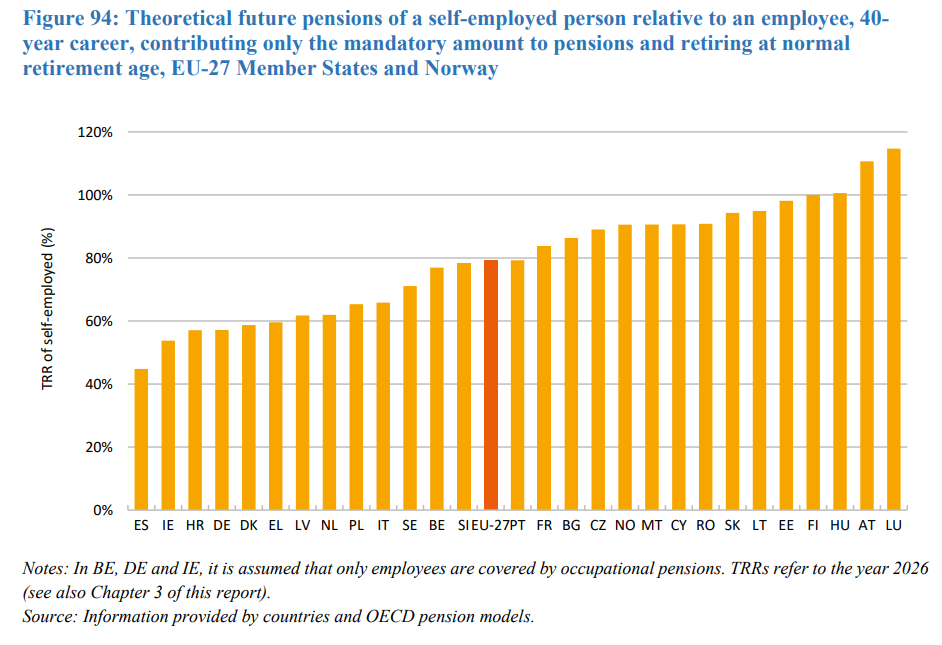 Figure 94: Theoretical future pensions of a self-employed person relative to an employee, 40-
year career, contributing only the mandatory amount to pensions and retiring at normal
retirement age, EU-27 Member States and Norway
120%
100%
80%
60%
40%
20%
0%
TRR of self-employed (%)
ES IE HR DE DK EL LV NL PL IT SE BE SI EU-27 PT FR BG CZ NO MT CY RO SK LT EE FI HU AT LU
Notes: In BE, DE and IE, it is assumed that only employees are covered by occupational pensions. TRRs refer to the year 2026
(see also Chapter 3 of this report).
Source: Information provided by countries and OECD pension models.